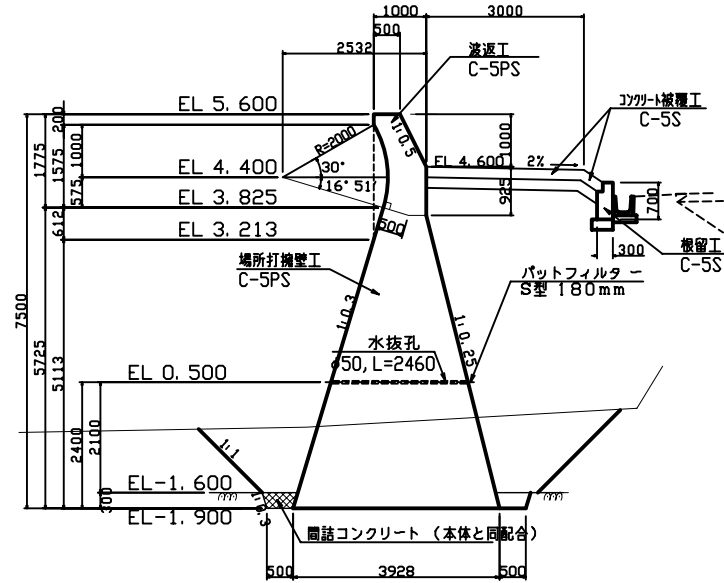 1000
3000
500
2532
波返工
C-5PS
コンクリート被覆工
C-5S
EL 5. 600
200
1:0.5
R=2000
1000
1775
1575
1000
30°
EL 4. 600
2%
EL 4. 400
16° 51'
575
925
700
EL 3. 825
612
500
EL 3. 213
300
根留工
C-5S
場所打擁壁工
C-5PS
パットフィルター
S型 180mm
1:0.3
1:0.25
7500
5725
5113
水抜孔
φ50, L=2460
EL 0. 500
2400
2100
1:1
EL-1. 600
300
1:0.3
EL-1. 900
間詰コンクリート (本体と同配合)
500
3928
500